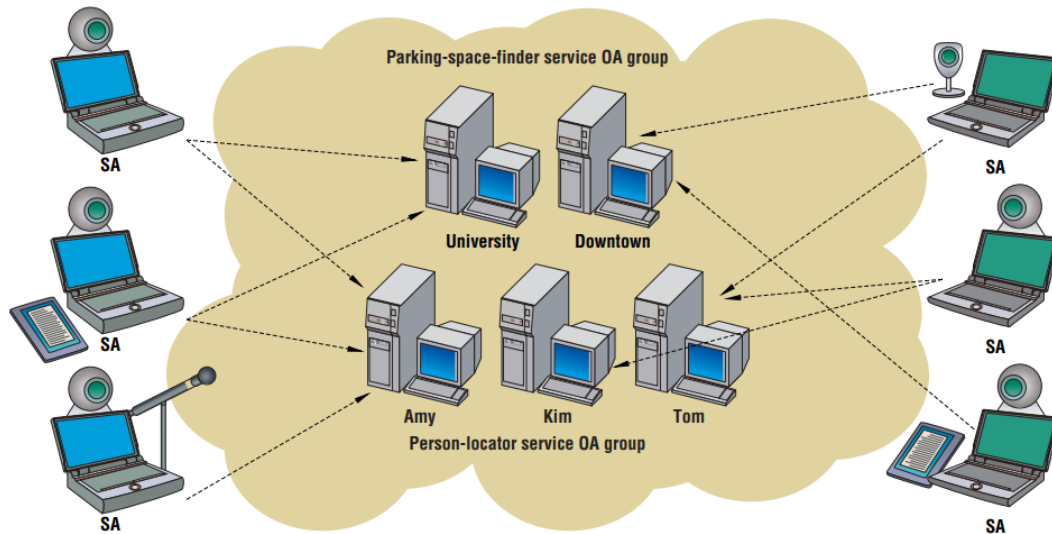 Parking-space-finder service OA group
SA
SA
University
Downtown
SA
SA
Amy
Kim
Tom
Person-locator service OA group
SA
SA